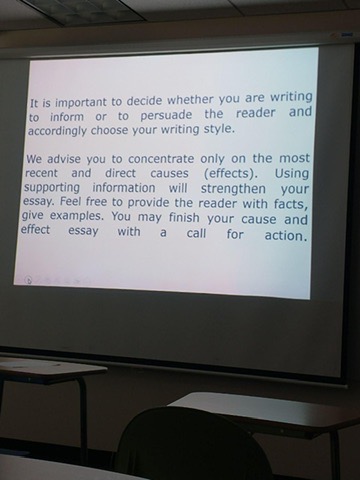 It is important to decide whether you are writing
to inform or to persuade the reader and
accordingly choose your writing style.
We advise you to concentrate only on the most
recent and direct causes (effects). Using
supporting information will strengthen your
essay. Feel free to provide the reader with facts,
give examples. You may finish your cause and
effect essay with a call for action.